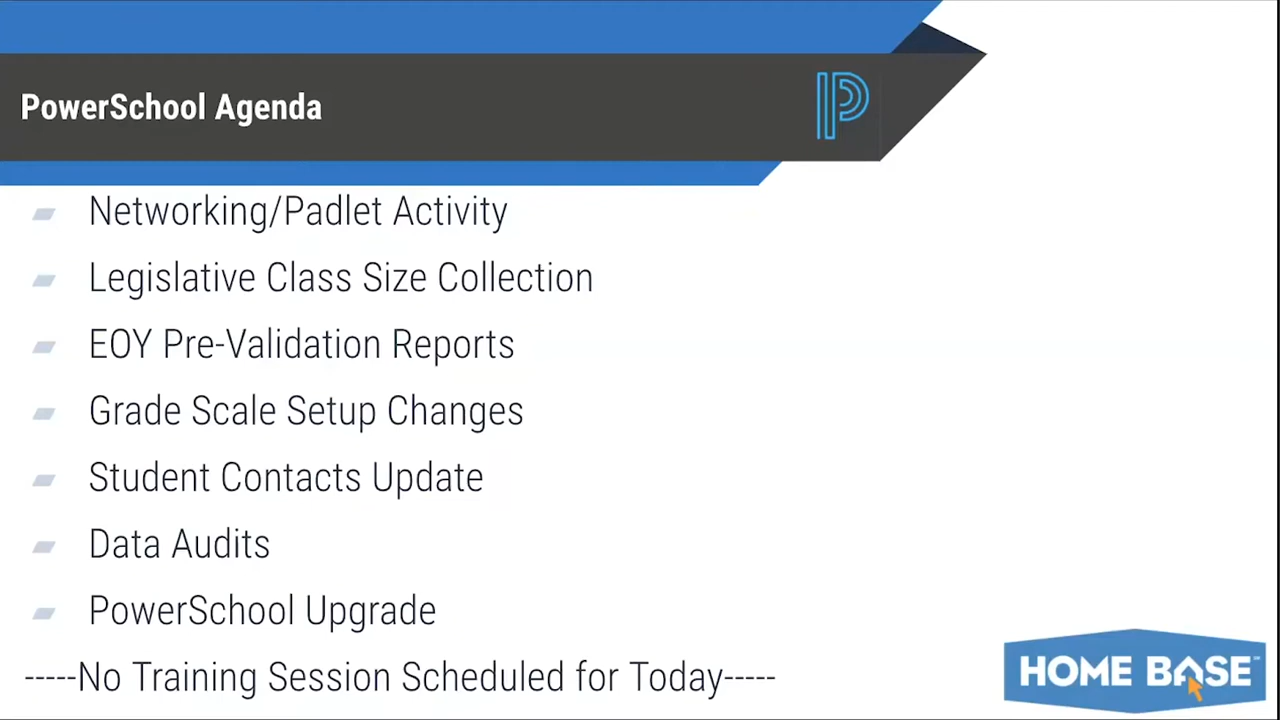 PowerSchool Agenda
Networking/Padlet Activity
Legislative Class Size Collection
EOY Pre-Validation Reports
Grade Scale Setup Changes
Student Contacts Update
Data Audits
PowerSchool Upgrade
-----No Training Session Scheduled for Today-----
HOME BASE